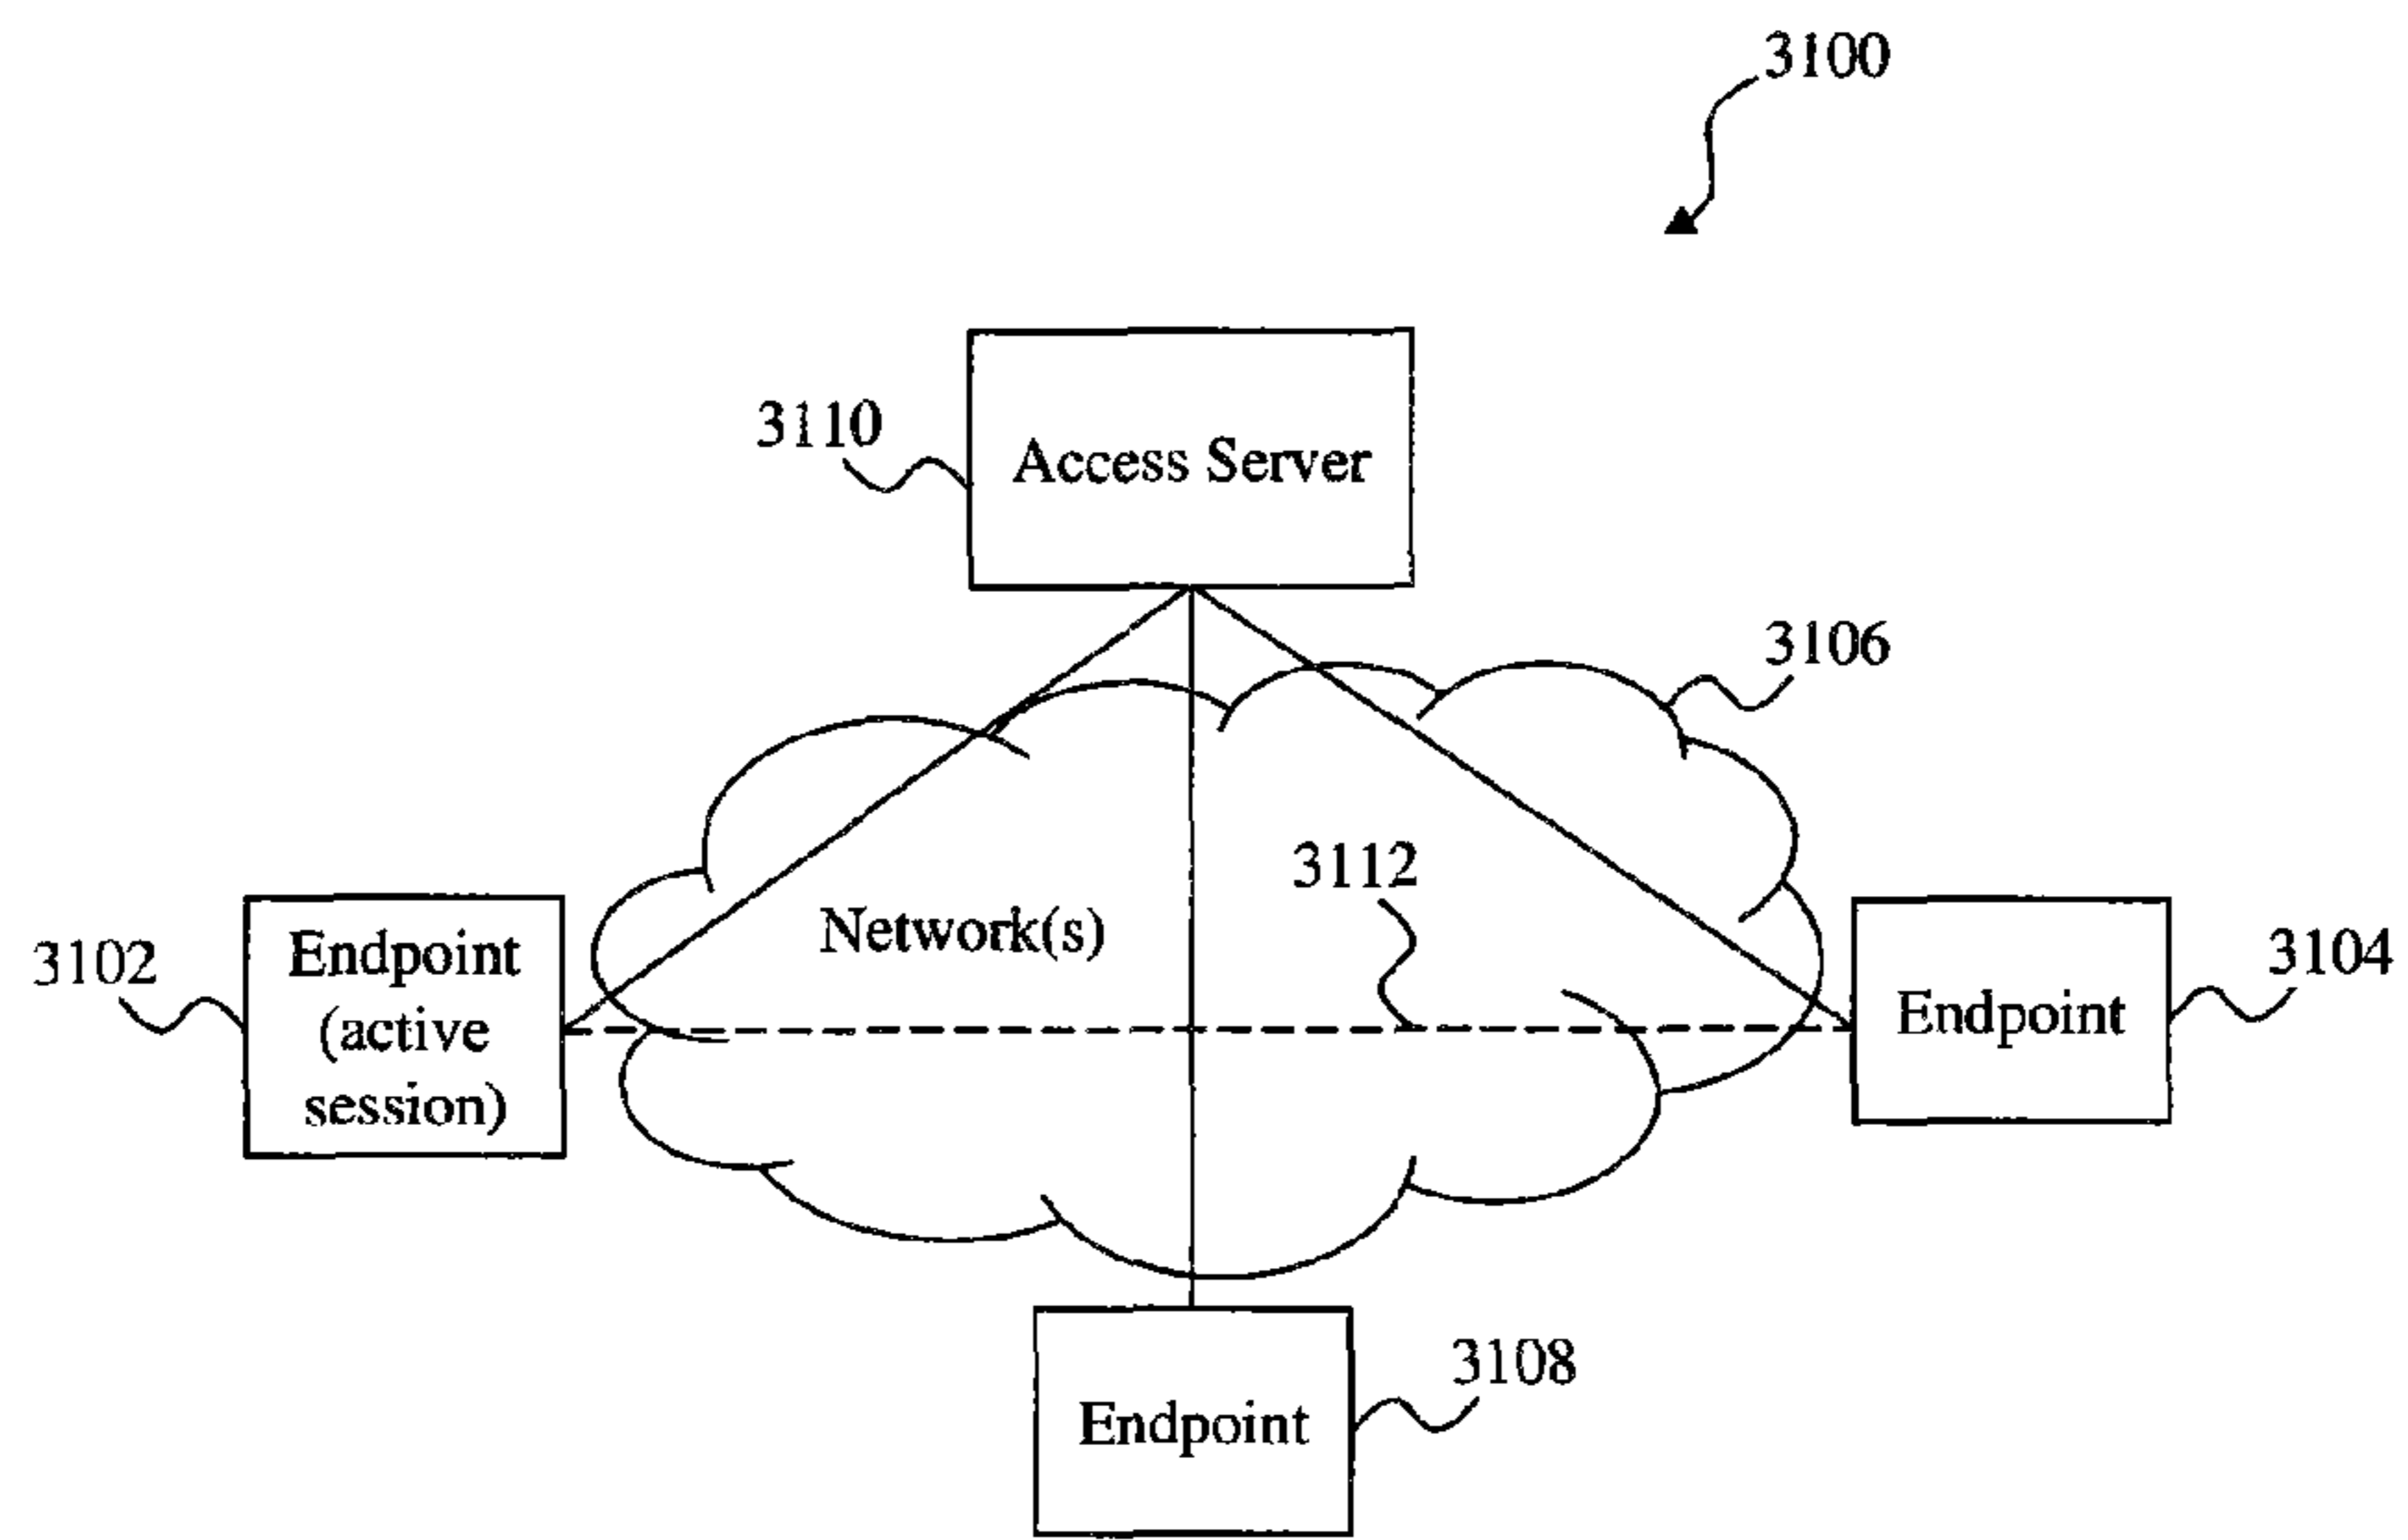 3100
3110
Access Server
3106
3112
Network(s)
3102
Endpoint
(active
session)
Endpoint
3104
3108
Endpoint